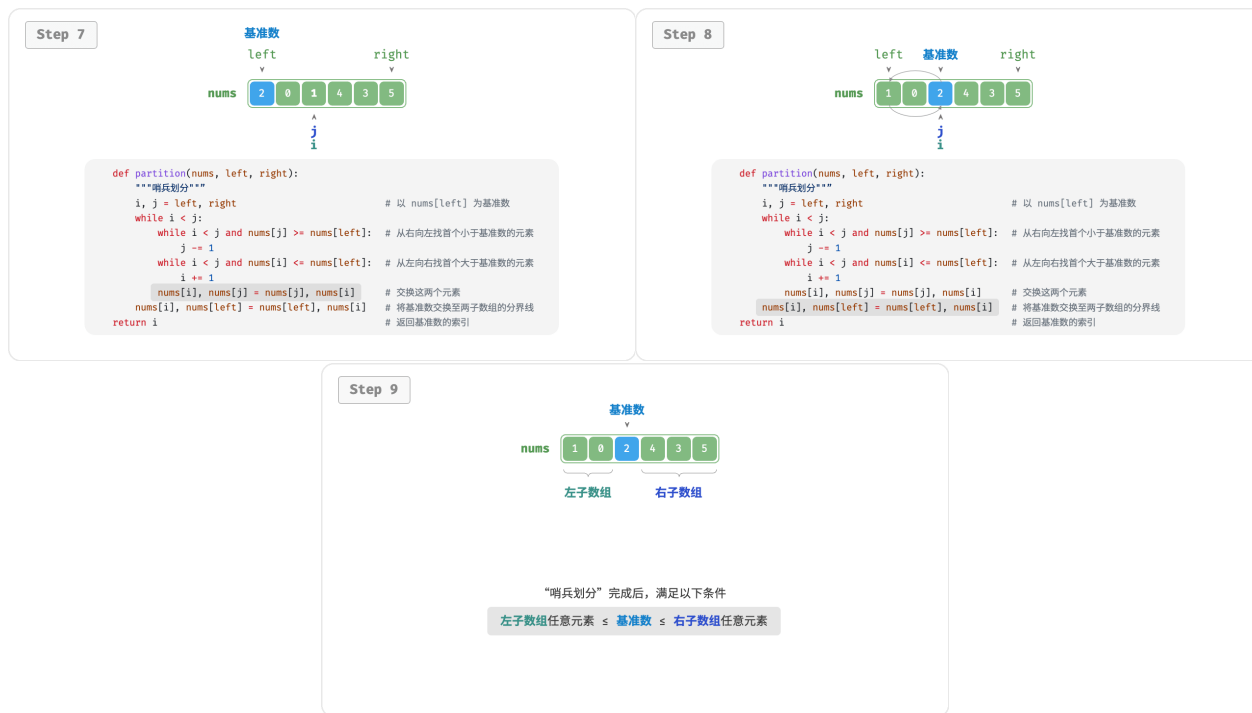 Step 7
基准数
left right
nums 2 0 1 4 3 5
j
i
def partition(nums, left, right):
"""哨兵划分"""
i, j = left, right # 以 nums[left] 为基准数
while i < j:
while i < j and nums[j] >= nums[left]: # 从右向左找首个小于基准数的元素
j -= 1
while i < j and nums[i] <= nums[left]: # 从左向右找首个大于基准数的元素
i += 1
nums[i], nums[j] = nums[j], nums[i] # 交换这两个元素
nums[i], nums[left] = nums[left], nums[i] # 将基准数交换至两子数组的分界线
return i # 返回基准数的索引
Step 8
left 基准数 right
nums 1 0 2 4 3 5
j
i
def partition(nums, left, right):
"""哨兵划分"""
i, j = left, right # 以 nums[left] 为基准数
while i < j:
while i < j and nums[j] >= nums[left]: # 从右向左找首个小于基准数的元素
j -= 1
while i < j and nums[i] <= nums[left]: # 从左向右找首个大于基准数的元素
i += 1
nums[i], nums[j] = nums[j], nums[i] # 交换这两个元素
nums[i], nums[left] = nums[left], nums[i] # 将基准数交换至两子数组的分界线
return i # 返回基准数的索引
Step 9
基准数
nums 1 0 2 4 3 5
左子数组 右子数组
“哨兵划分”完成后，满足以下条件
左子数组任意元素 ≤ 基准数 ≤ 右子数组任意元素